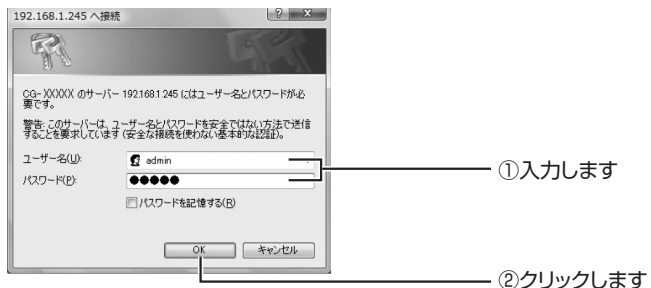 192.168.1.245 へ接続
CG-XXXXX のサーバー 192.168.1.245 にはユーザー名とパスワードが必
要です。
警告: このサーバーは、ユーザー名とパスワードを安全ではない方法で送信
することを要求しています (安全な接続を使わない基本的な認証)。
ユーザー名(U):
admin
パスワード(P):
●●●●●
パスワードを記憶する(R)
OK
キャンセル
①入力します
②クリックします